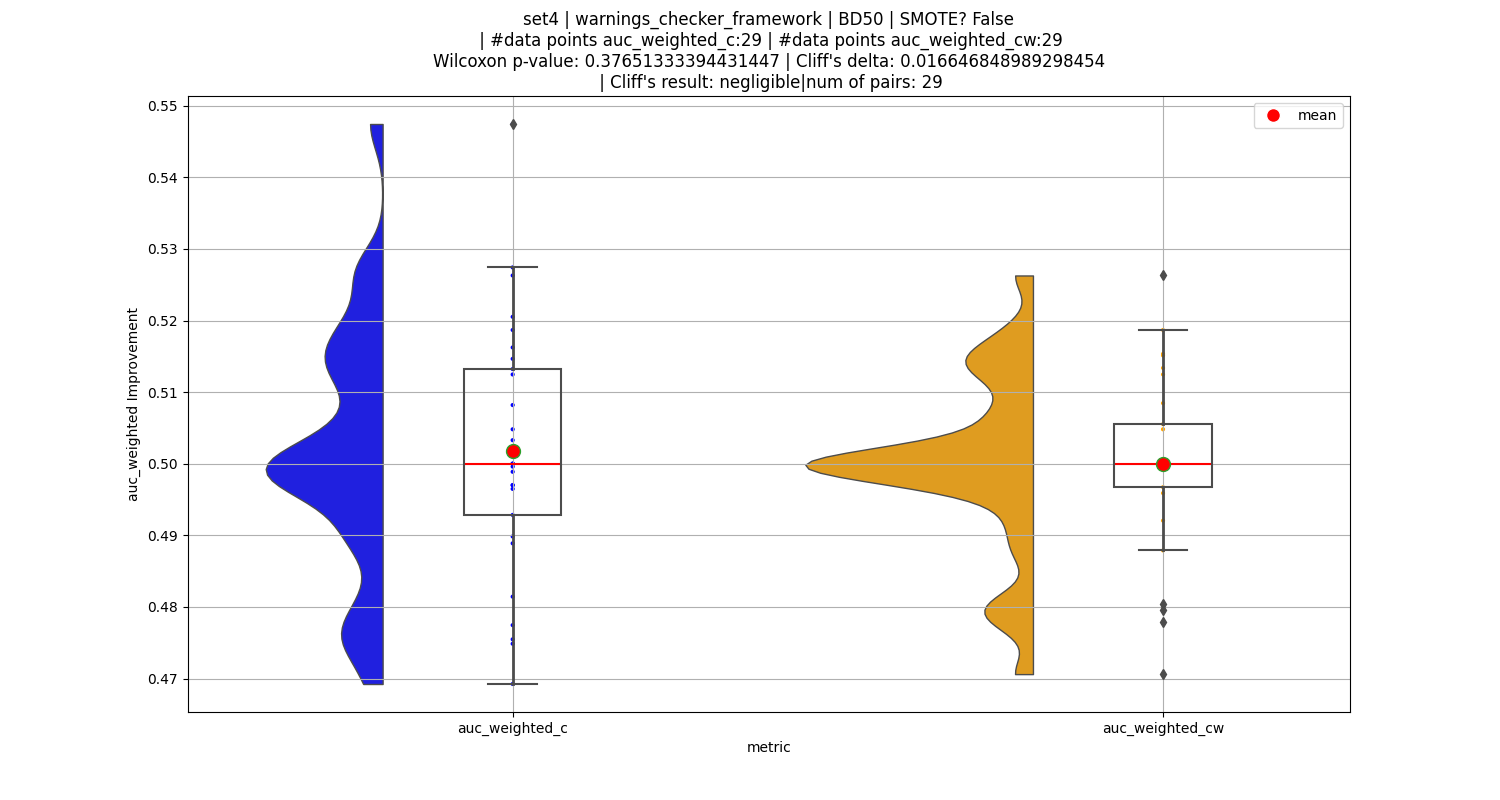 set4 | warnings_checker_framework | BD50 | SMOTE? False
| #data points auc_weighted_c:29 | #data points auc_weighted_cw:29
Wilcoxon p-value: 0.37651333394431447 | Cliff's delta: 0.016646848989298454
| Cliff's result: negligible|num of pairs: 29
mean
auc_weighted Improvement
0.55
0.54
0.53
0.52
0.51
0.50
0.49
0.48
0.47
auc_weighted_c
auc_weighted_cw
metric